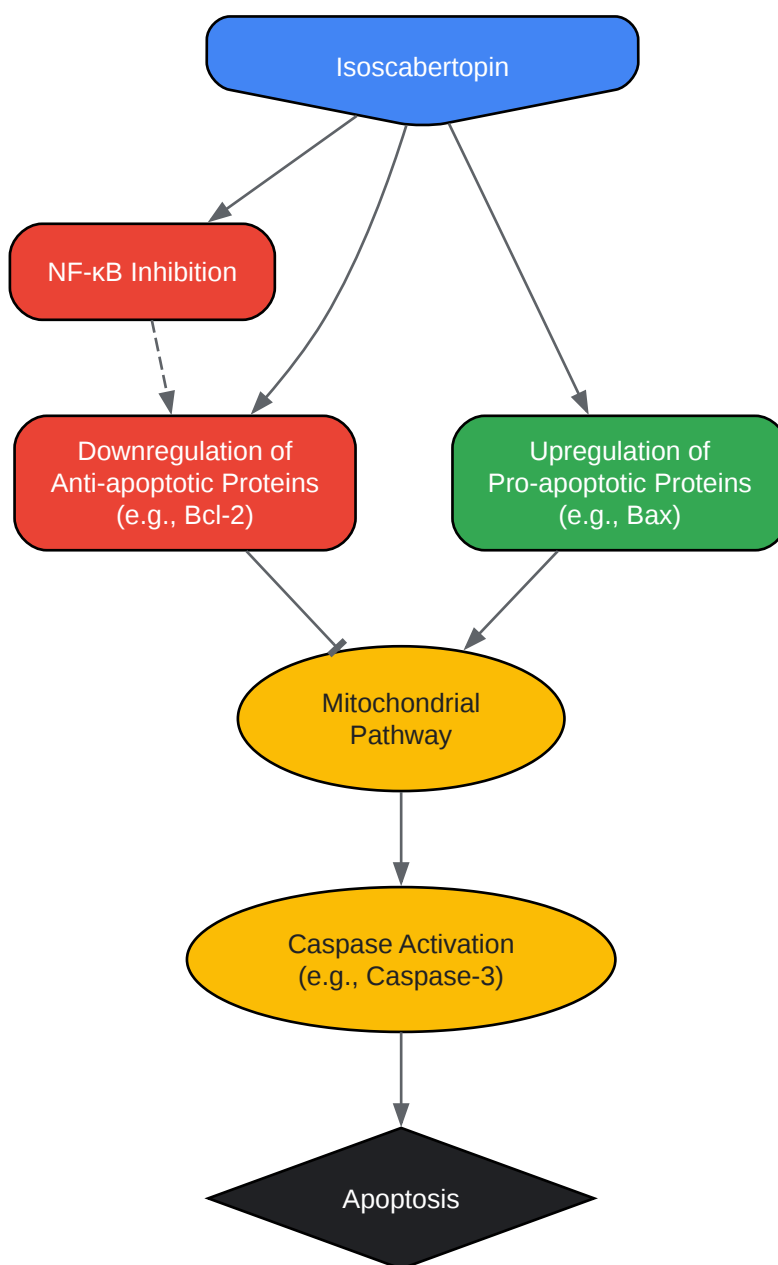 Isoscabertopin
NF-κB Inhibition
Downregulation of
Anti-apoptotic Proteins
(e.g., Bcl-2)
Upregulation of
Pro-apoptotic Proteins
(e.g., Bax)
Mitochondrial
Pathway
Caspase Activation
(e.g., Caspase-3)
Apoptosis